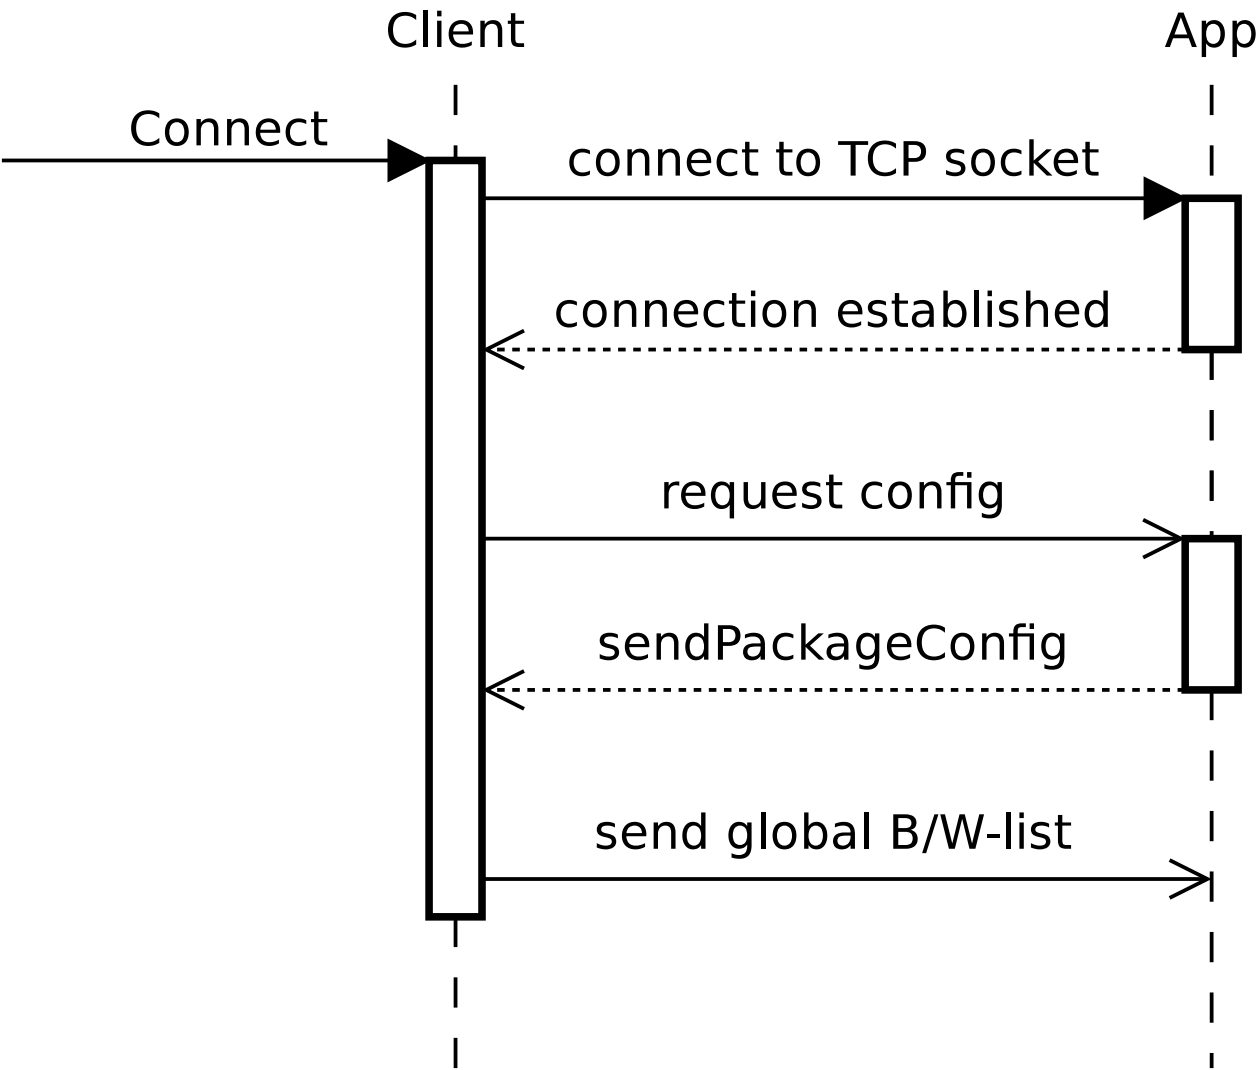 Client
App
Connect
connect to TCP socket
connection established
request config
sendPackageConfig
send global B/W-list